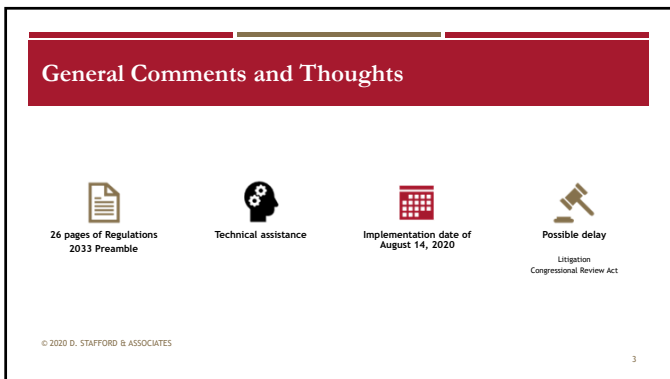 General Comments and Thoughts
26 pages of Regulations
2033 Preamble
Technical assistance
Implementation date of
August 14, 2020
Possible delay
Litigation
Congressional Review Act
© 2020 D. STAFFORD & ASSOCIATES
3